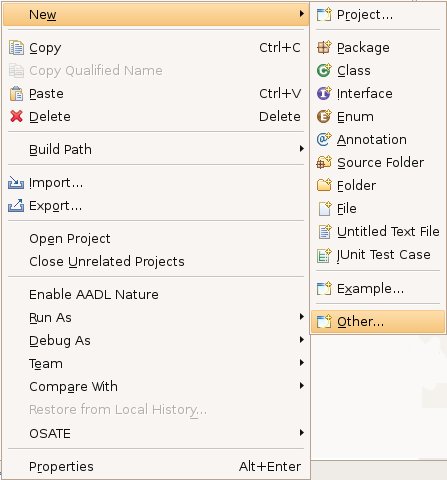 New
Copy Ctrl+C
Copy Qualified Name
Paste Ctrl+V
Delete Delete
Build Path
Import...
Export...
Open Project
Close Unrelated Projects
Enable AADL Nature
Run As
Debug As
Team
Compare With
Restore from Local History...
OSATE
Properties Alt+Enter
Project...
Package
Class
Interface
Enum
Annotation
Source Folder
Folder
File
Untitled Text File
JUnit Test Case
Example...
Other...